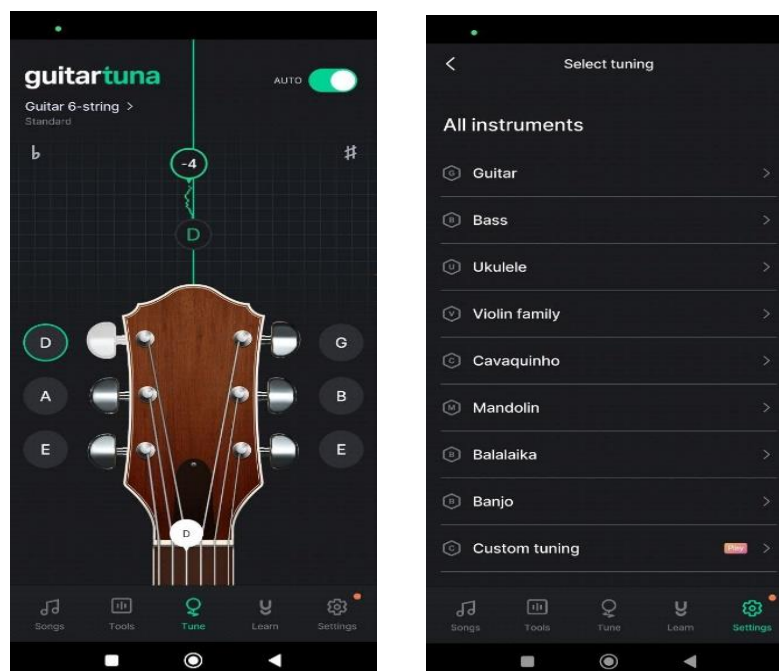 guitartuna
AUTO
Guitar 6-string >
Standard
♭
-4
♯
D
D
G
A
B
E
E
D
Songs
Tools
Tune
Learn
Settings
Select tuning
All instruments
G Guitar
B Bass
U Ukulele
V Violin family
C Cavaquinho
M Mandolin
B Balalaika
B Banjo
C Custom tuning
Play
Songs
Tools
Tune
Learn
Settings